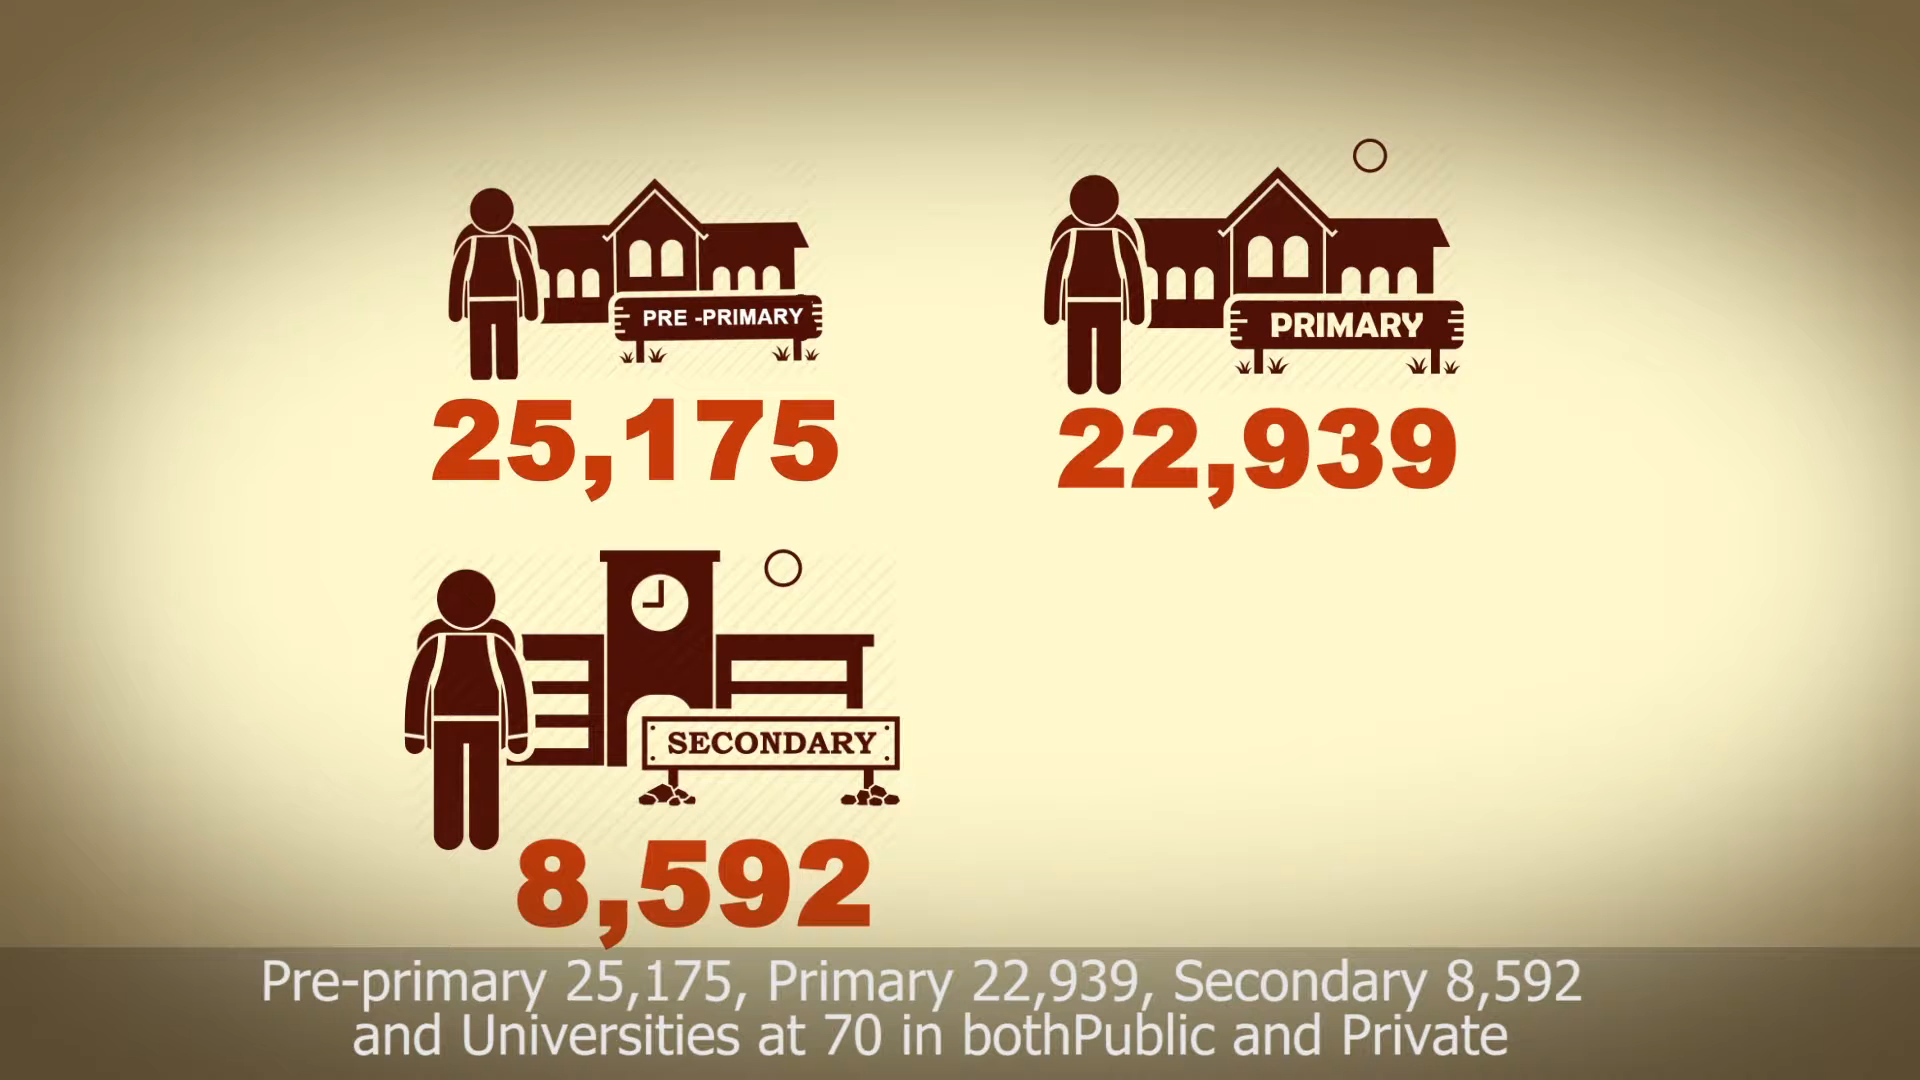 PRE -PRIMARY
25,175
PRIMARY
22,939
SECONDARY
8,592
Pre-primary 25,175, Primary 22,939, Secondary 8,592
and Universities at 70 in bothPublic and Private